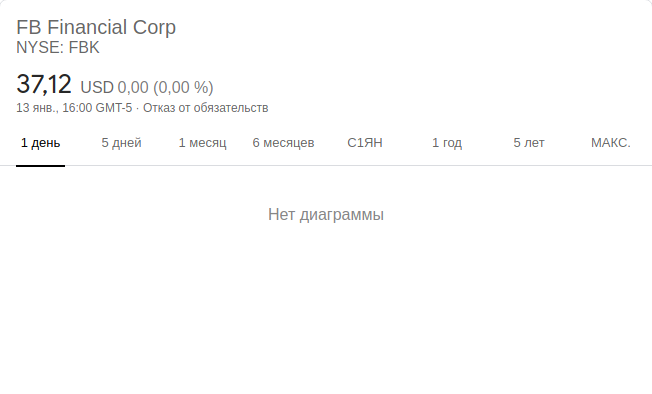 FB Financial Corp
NYSE: FBK
37,12 USD 0,00 (0,00 %)
13 янв., 16:00 GMT-5 · Отказ от обязательств
1 день 5 дней 1 месяц 6 месяцев С1ЯН 1 год 5 лет МАКС.
Нет диаграммы